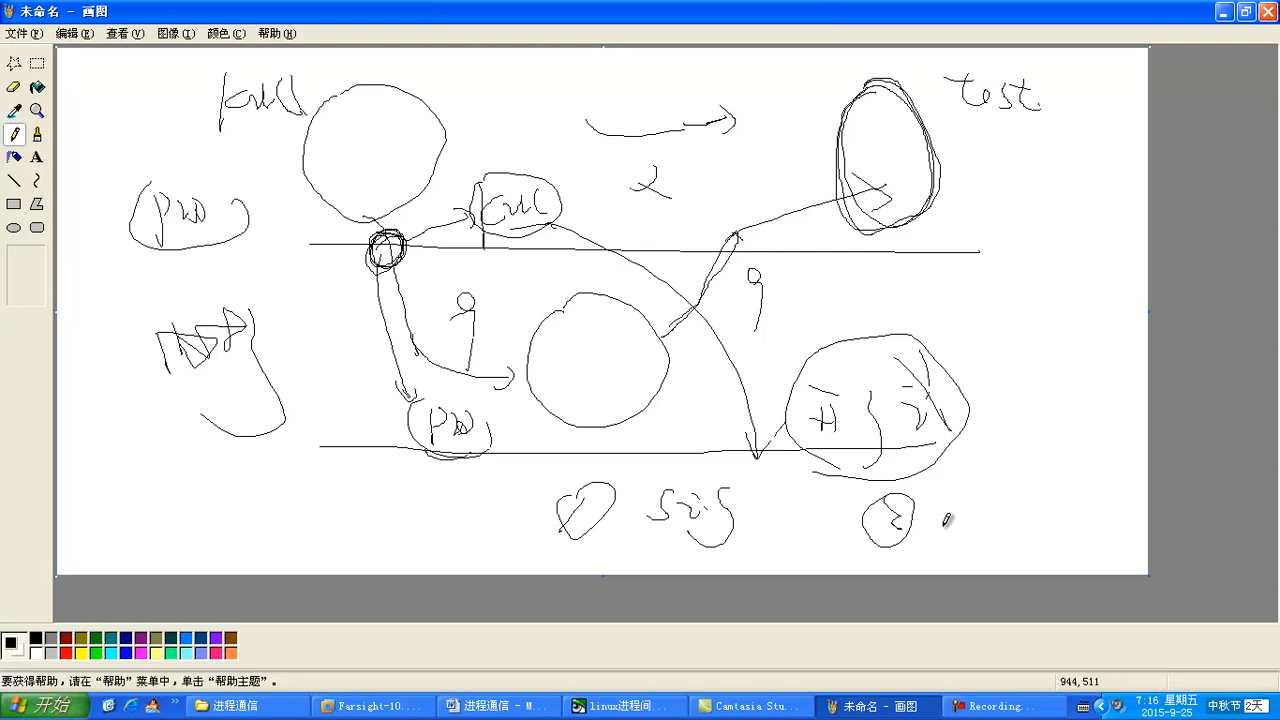 未命名 - 画图
文件(F) 编辑(E) 查看(V) 图像(I) 颜色(C) 帮助(H)
kill
test
kill
sig
2
要获得帮助，请在“帮助”菜单中，单击“帮助主题”。
944,511
开始
进程通信
Farsight-10...
进程通信 - M...
linux进程间...
Camtasia Stu...
未命名 - 画图
Recording...
7:16 星期五
2015-9-25
中秋节 2天